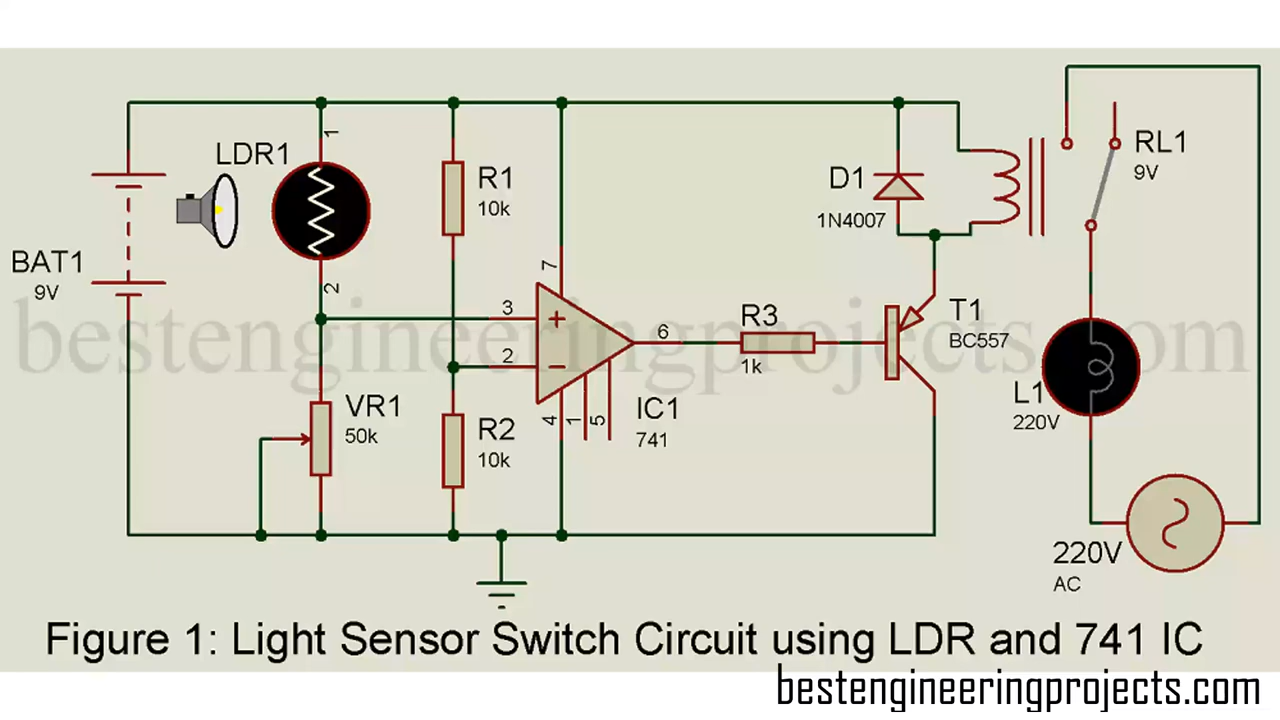 LDR1
1
2
BAT1
9V
R1
10k
VR1
50k
R2
10k
7
3
2
6
4
1
5
IC1
741
R3
1k
D1
1N4007
T1
BC557
RL1
9V
L1
220V
220V
AC
bestengineeringprojects.com
Figure 1: Light Sensor Switch Circuit using LDR and 741 IC
bestengineeringprojects.com